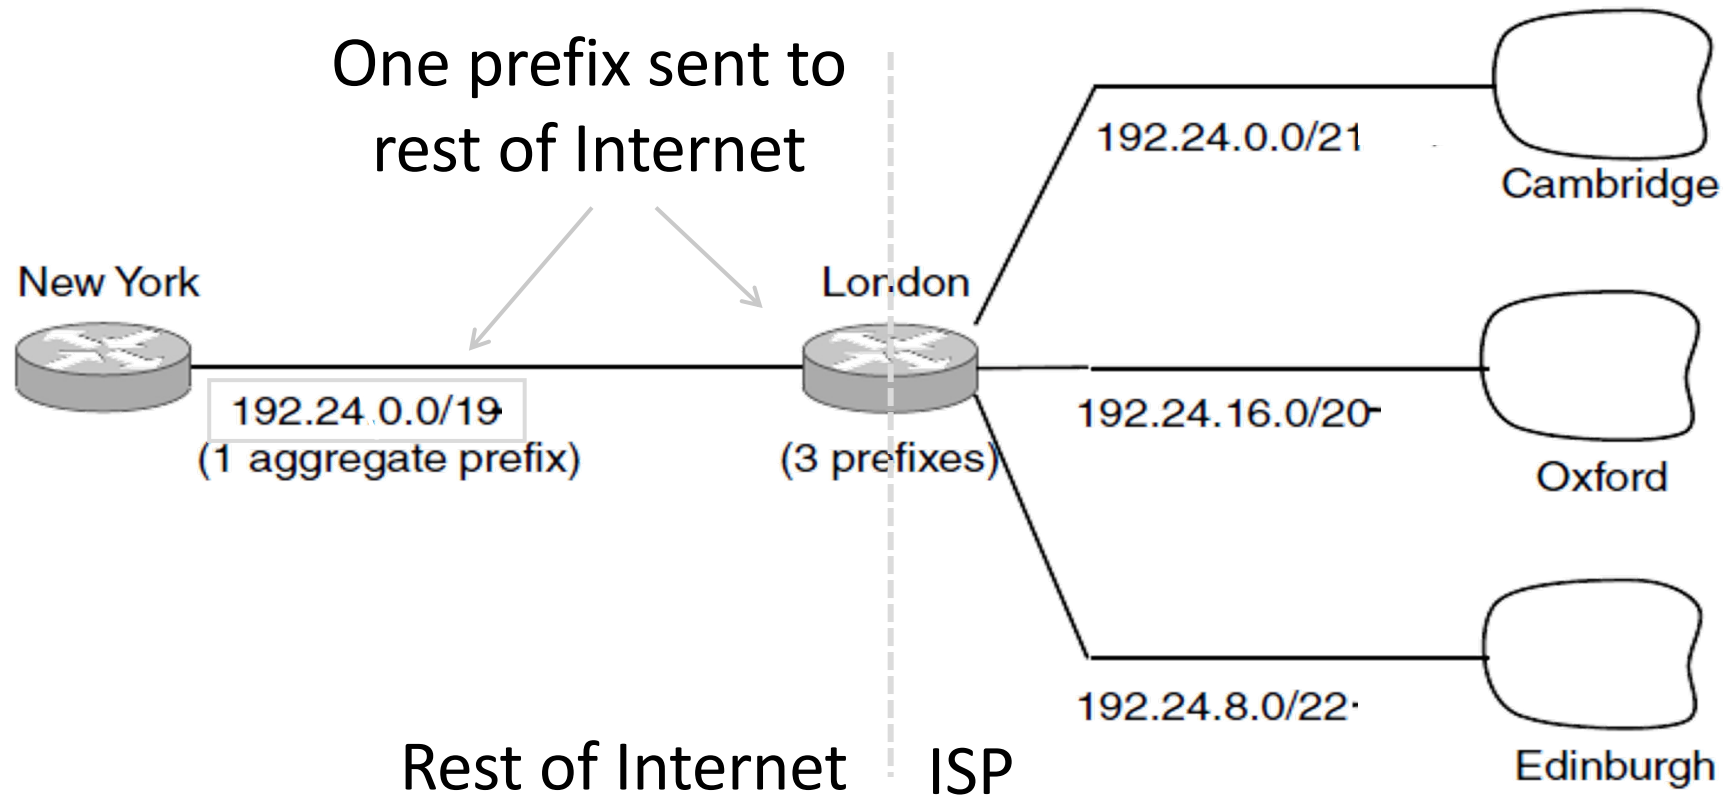 One prefix sent to
rest of Internet
192.24.0.0/21
Cambridge
New York
London
192.24.0.0/19
(1 aggregate prefix)
(3 prefixes)
192.24.16.0/20
Oxford
192.24.8.0/22
Edinburgh
Rest of Internet
ISP